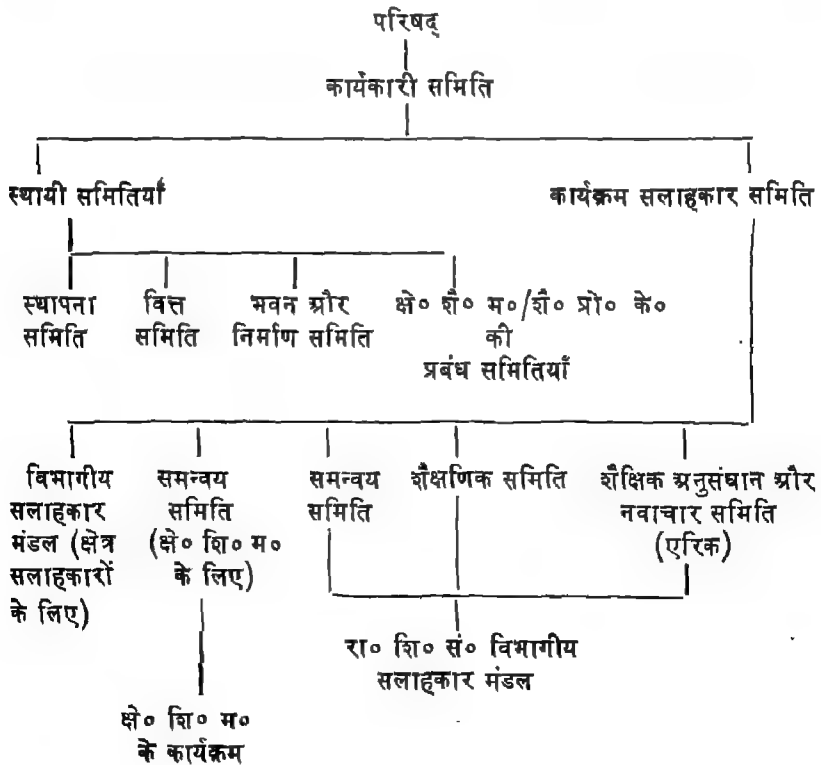 परिषद्
कार्यकारी समिति
स्थायी समितियाँ
कार्यक्रम सलाहकार समिति
स्थापना
समिति
वित्त
समिति
भवन और
निर्माण समिति
क्षे० शै० म०/शै० प्रो० के०
की
प्रबंध समितियाँ
विभागीय
सलाहकार
मंडल (क्षेत्र
सलाहकारों
के लिए)
समन्वय
समिति
(क्षे० शि० म०
के लिए)
समन्वय
समिति
शैक्षणिक समिति
शैक्षिक अनुसंधान और
नवाचार समिति
(एरिक)
रा० शि० सं० विभागीय
सलाहकार मंडल
क्षे० शि० म०
के कार्यक्रम